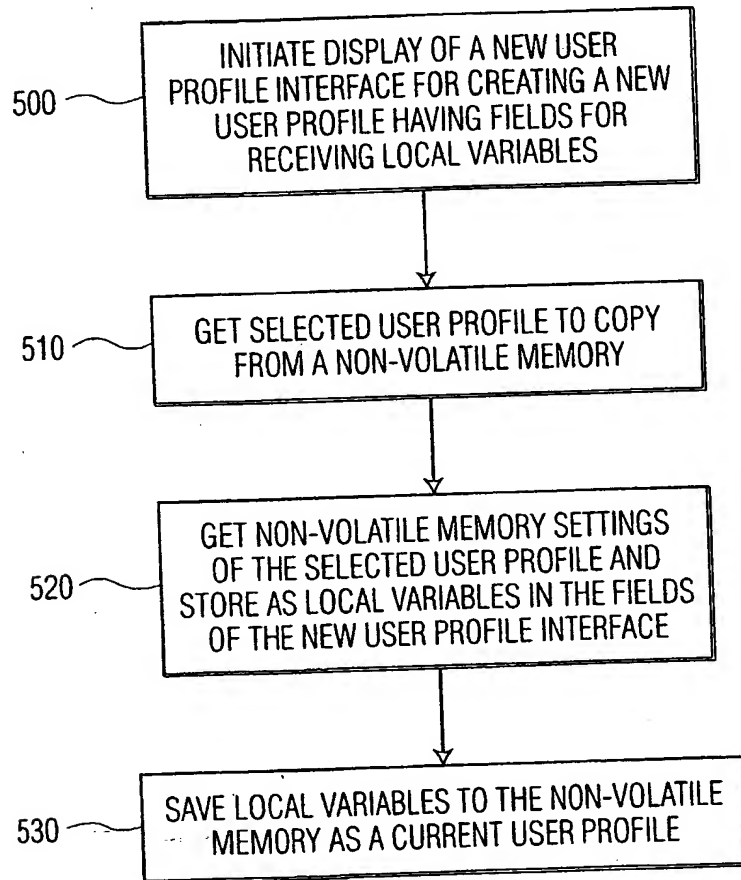 500
INITIATE DISPLAY OF A NEW USER
PROFILE INTERFACE FOR CREATING A NEW
USER PROFILE HAVING FIELDS FOR
RECEIVING LOCAL VARIABLES
510
GET SELECTED USER PROFILE TO COPY
FROM A NON-VOLATILE MEMORY
520
GET NON-VOLATILE MEMORY SETTINGS
OF THE SELECTED USER PROFILE AND
STORE AS LOCAL VARIABLES IN THE FIELDS
OF THE NEW USER PROFILE INTERFACE
530
SAVE LOCAL VARIABLES TO THE NON-VOLATILE
MEMORY AS A CURRENT USER PROFILE